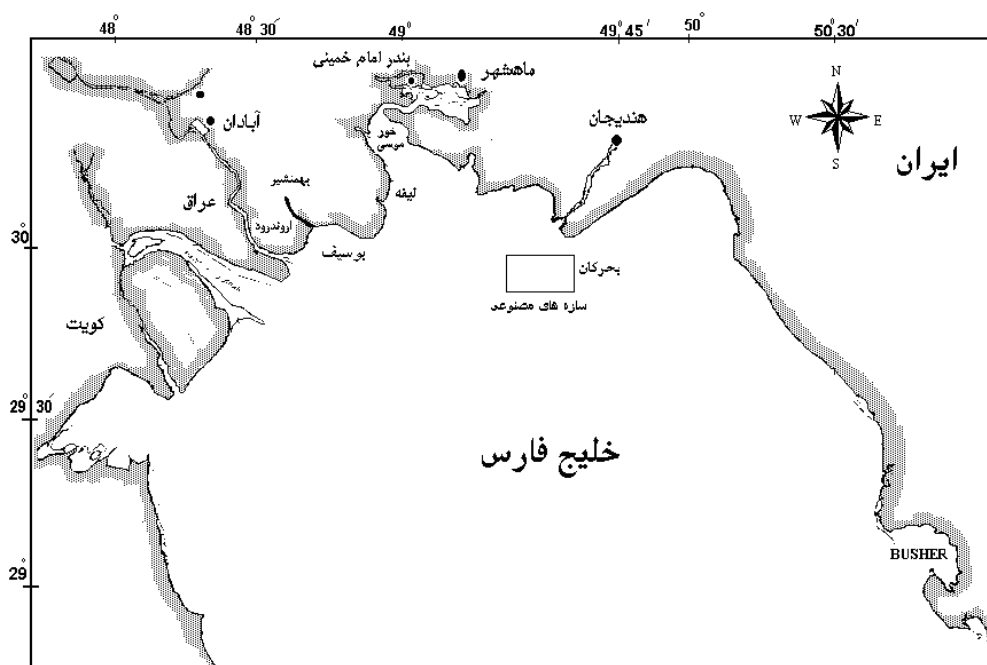 48°
48° 30´
49°
49° 45´
50°
50° 30´
بندر امام خمینی
ماهشهر
N
W
E
S
آبادان
خور
موسی
هندیجان
ایران
بهمنشیر
لیفه
عراق
اروندرود
بوسیف
30°
بحرکان
سازه های مصنوعی
کویت
29° 30´
خلیج فارس
BUSHER
29°